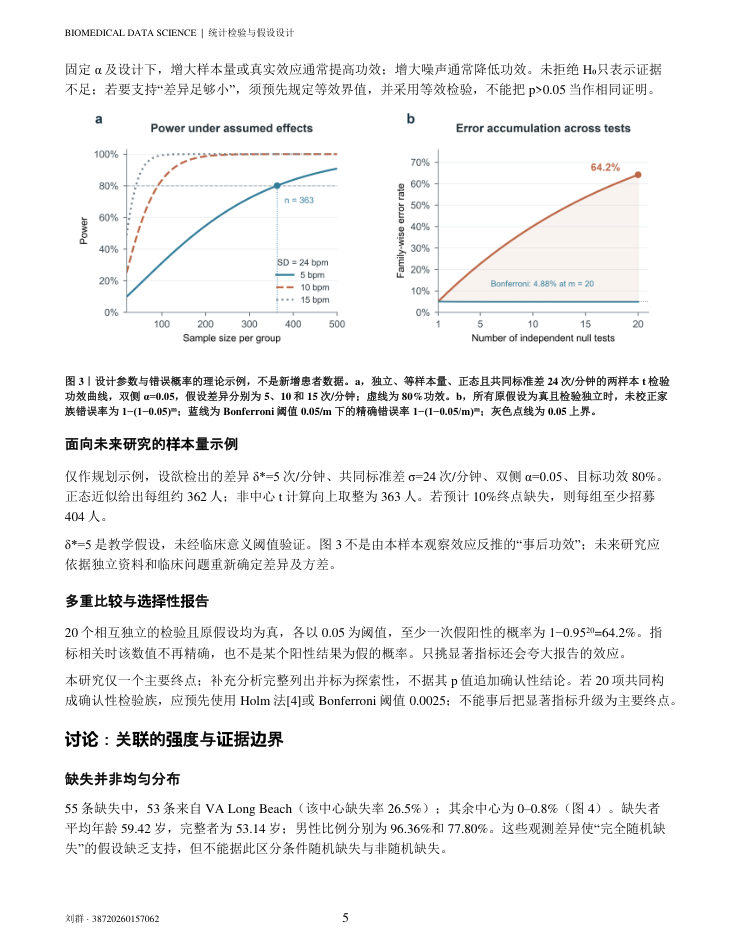 BIOMEDICAL DATA SCIENCE | 统计检验与假设设计
固定 α 及设计下，增大样本量或真实效应通常提高功效；增大噪声通常降低功效。未拒绝 H₀只表示证据
不足；若要支持“差异足够小”，须预先规定等效界值，并采用等效检验，不能把 p>0.05 当作相同证明。
a
Power under assumed effects
100%
80%
60%
40%
20%
0%
Power
n = 363
SD = 24 bpm
5 bpm
10 bpm
15 bpm
100 200 300 400 500
Sample size per group
b
Error accumulation across tests
70%
60%
50%
40%
30%
20%
10%
0%
Family-wise error rate
64.2%
Bonferroni: 4.88% at m = 20
1 5 10 15 20
Number of independent null tests
图 3｜设计参数与错误概率的理论示例，不是新增患者数据。a，独立、等样本量、正态且共同标准差 24 次/分钟的两样本 t 检验
功效曲线，双侧 α=0.05，假设差异分别为 5、10 和 15 次/分钟；虚线为 80%功效。b，所有原假设为真且检验独立时，未校正家
族错误率为 1−(1−0.05)ᵐ；蓝线为 Bonferroni 阈值 0.05/m 下的精确错误率 1−(1−0.05/m)ᵐ；灰色点线为 0.05 上界。
面向未来研究的样本量示例
仅作规划示例，设欲检出的差异 δ*=5 次/分钟、共同标准差 σ=24 次/分钟、双侧 α=0.05、目标功效 80%。
正态近似给出每组约 362 人；非中心 t 计算向上取整为 363 人。若预计 10%终点缺失，则每组至少招募
404 人。
δ*=5 是教学假设，未经临床意义阈值验证。图 3 不是由本样本观察效应反推的“事后功效”；未来研究应
依据独立资料和临床问题重新确定差异及方差。
多重比较与选择性报告
20 个相互独立的检验且原假设均为真，各以 0.05 为阈值，至少一次假阳性的概率为 1−0.95²⁰=64.2%。指
标相关时该数值不再精确，也不是某个阳性结果为假的概率。只挑显著指标还会夸大报告的效应。
本研究仅一个主要终点；补充分析完整列出并标为探索性，不据其 p 值追加确认性结论。若 20 项共同构
成确认性检验族，应预先使用 Holm 法[4]或 Bonferroni 阈值 0.0025；不能事后把显著指标升级为主要终点。
讨论：关联的强度与证据边界
缺失并非均匀分布
55 条缺失中，53 条来自 VA Long Beach（该中心缺失率 26.5%）；其余中心为 0–0.8%（图 4）。缺失者
平均年龄 59.42 岁，完整者为 53.14 岁；男性比例分别为 96.36%和 77.80%。这些观测差异使“完全随机缺
失”的假设缺乏支持，但不能据此区分条件随机缺失与非随机缺失。
刘群 · 38720260157062
5